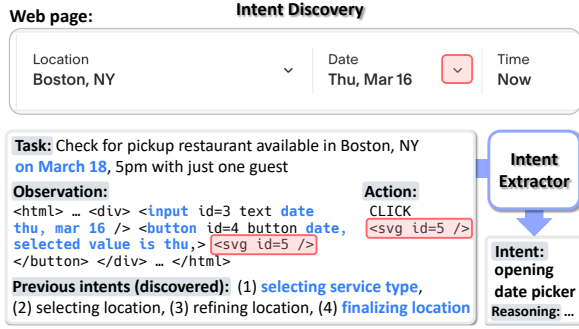 Intent Discovery
Web page:
Location
Boston, NY
Date
Thu, Mar 16
Time
Now
Task: Check for pickup restaurant available in Boston, NY
on March 18, 5pm with just one guest
Observation:
<html> … <div> <input id=3 text date
thu, mar 16 /> <button id=4 button date,
selected value is thu,> <svg id=5 />
</button> </div> … </html>
Action:
CLICK
<svg id=5 />
Previous intents (discovered): (1) selecting service type,
(2) selecting location, (3) refining location, (4) finalizing location
Intent
Extractor
Intent:
opening
date picker
Reasoning: …